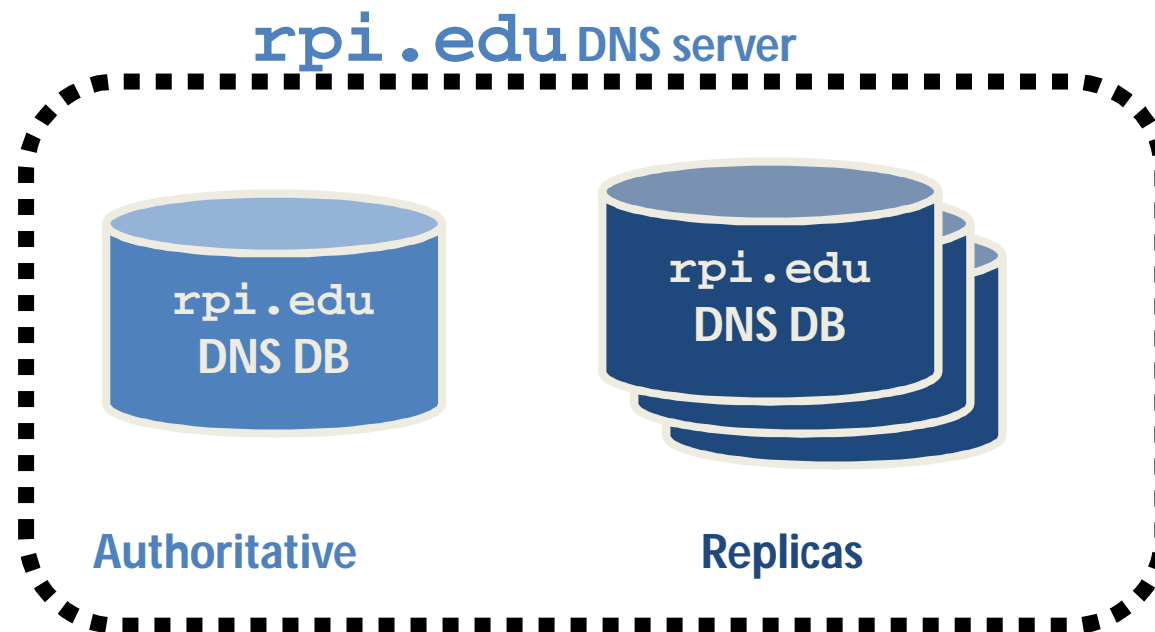 rpi.edu DNS server
rpi.edu
DNS DB
rpi.edu
DNS DB
Authoritative
Replicas